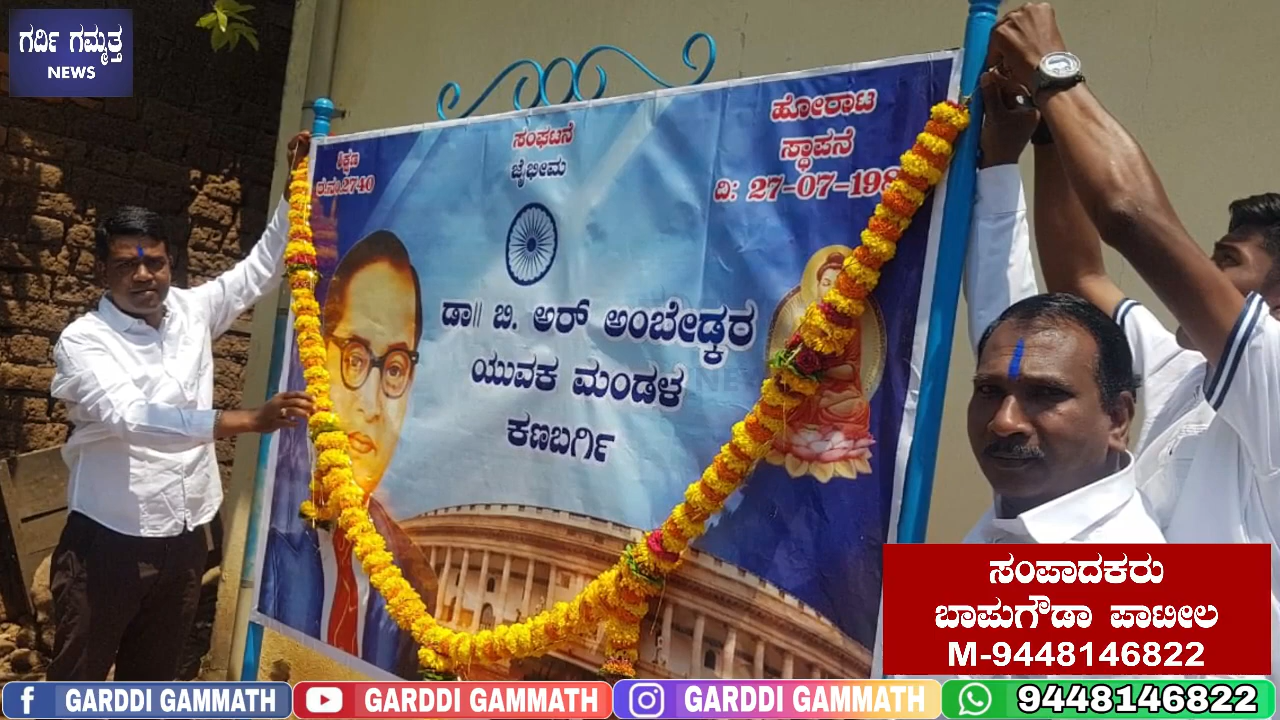 ಗರ್ದಿ ಗಮ್ಮತ್ತ
NEWS
ಶಿಕ್ಷಣ
ಸಂಘಟನೆ
ಜೈಭೀಮ
ಹೋರಾಟ
ಸ್ಥಾಪನೆ
ದಿ: 27-07-198
ಡಾ|| ಬಿ. ಆರ್ ಅಂಬೇಡ್ಕರ
ಯುವಕ ಮಂಡಳ
ಕಣಬರ್ಗಿ
ಸಂಪಾದಕರು
ಬಾಪುಗೌಡಾ ಪಾಟೀಲ
M-9448146822
GARDDI GAMMATH
GARDDI GAMMATH
GARDDI GAMMATH
9448146822